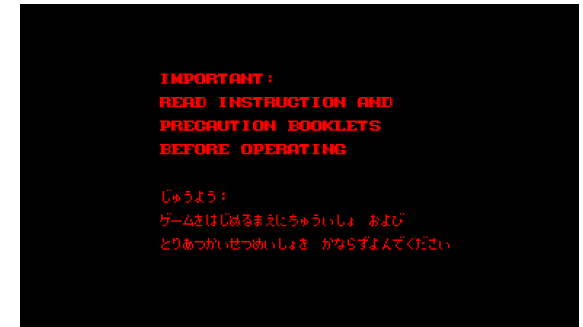 IMPORTANT:
READ INSTRUCTION AND
PRECAUTION BOOKLETS
BEFORE OPERATING
じゅうよう:
ゲームをはじめるまえにちゅういしょ および
とりあつかいせつめいしょを かならずよんでください